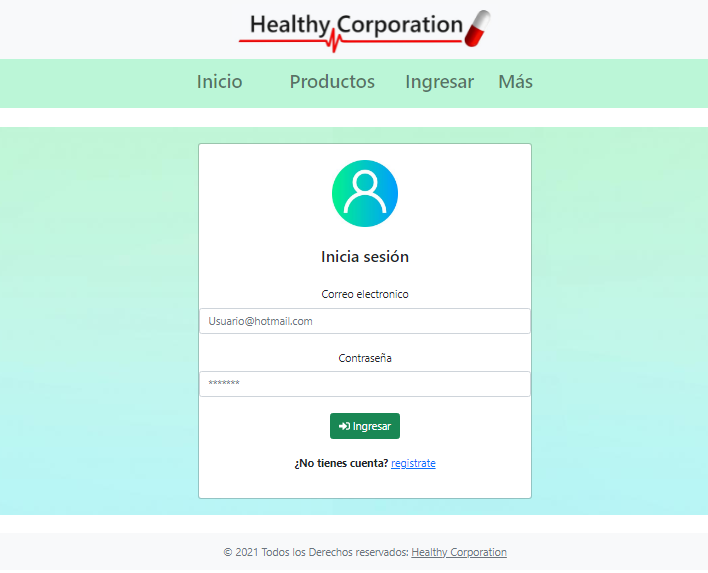 Healthy Corporation
Inicio Productos Ingresar Más
Inicia sesión
Correo electronico
Usuario@hotmail.com
Contraseña
*******
Ingresar
¿No tienes cuenta? registrate
© 2021 Todos los Derechos reservados: Healthy Corporation